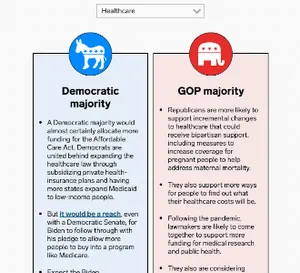 Healthcare
Democratic
majority
• A Democratic majority would
almost certainly allocate more
funding for the Affordable
Care Act. Democrats are
united behind expanding the
healthcare law through
subsidizing private health-
insurance plans and having
more states expand Medicaid
to low-income people.
• But it would be a reach, even
with a Democratic Senate, for
Biden to follow through with
his pledge to allow more
people to buy into a program
like Medicare.
• Expect the Biden
GOP majority
• Republicans are more likely to
support incremental changes
to healthcare that could
receive bipartisan support,
including measures to
increase coverage for
pregnant people to help
address maternal mortality.
• They also support more ways
for people to find out what
their healthcare costs will be.
• Following the pandemic,
lawmakers are likely to come
together to support more
funding for medical research
and public health.
• They also are considering